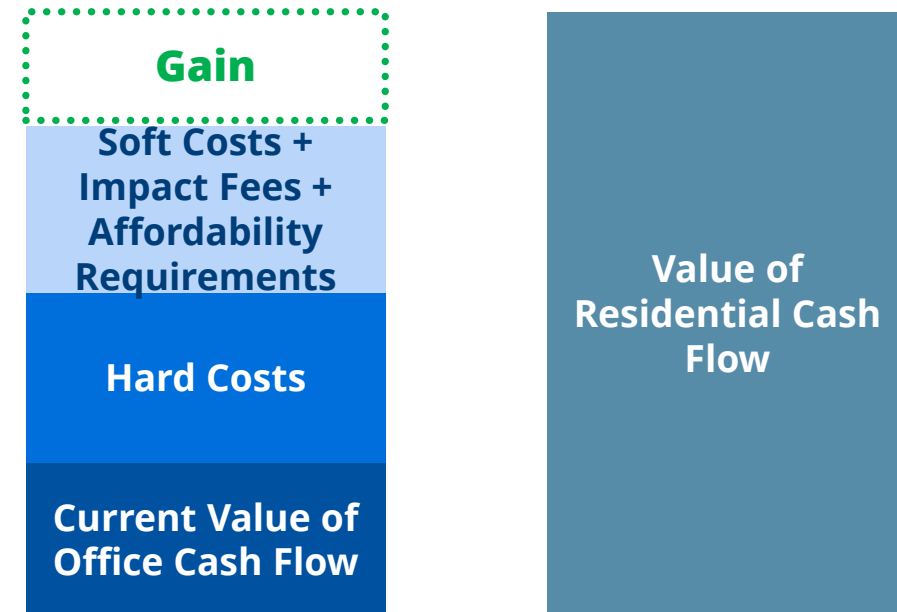 Gain
Soft Costs +
Impact Fees +
Affordability
Requirements
Hard Costs
Current Value of
Office Cash Flow
Value of
Residential Cash
Flow